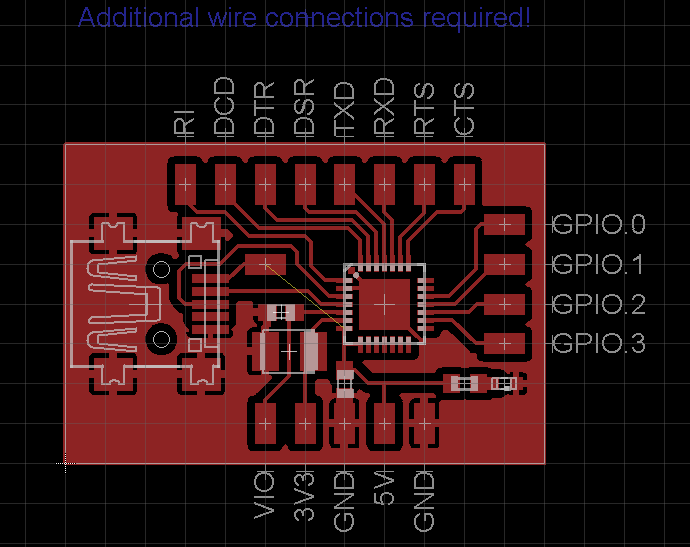 Additional wire connections required!
RI
DCD
DTR
DSR
TXD
RXD
RTS
CTS
GPIO.0
GPIO.1
GPIO.2
GPIO.3
VIO
3V3
GND
5V
GND